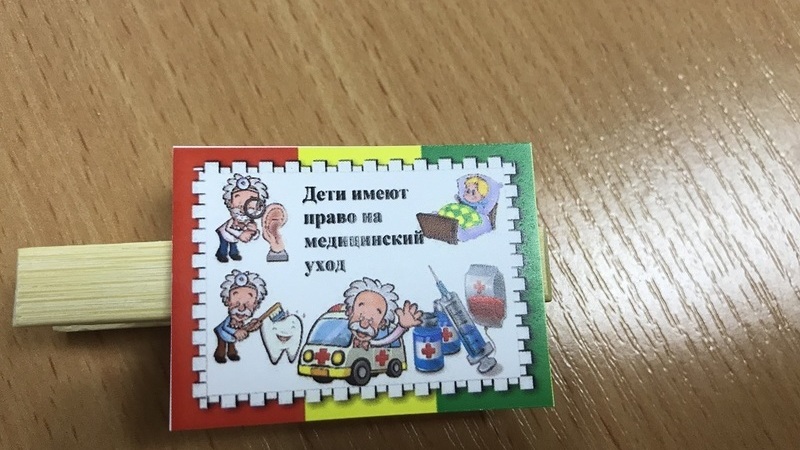 Дети имеют
право на
медицинский
уход